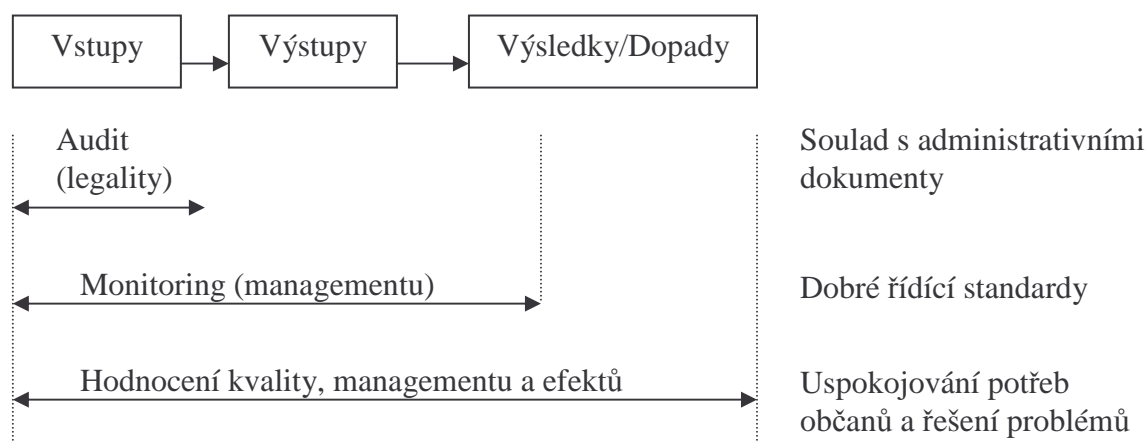 Vstupy
Výstupy
Výsledky/Dopady
Audit
(legality)
Soulad s administrativními
dokumenty
Monitoring (managementu)
Dobré řídící standardy
Hodnocení kvality, managementu a efektů
Uspokojování potřeb
občanů a řešení problémů